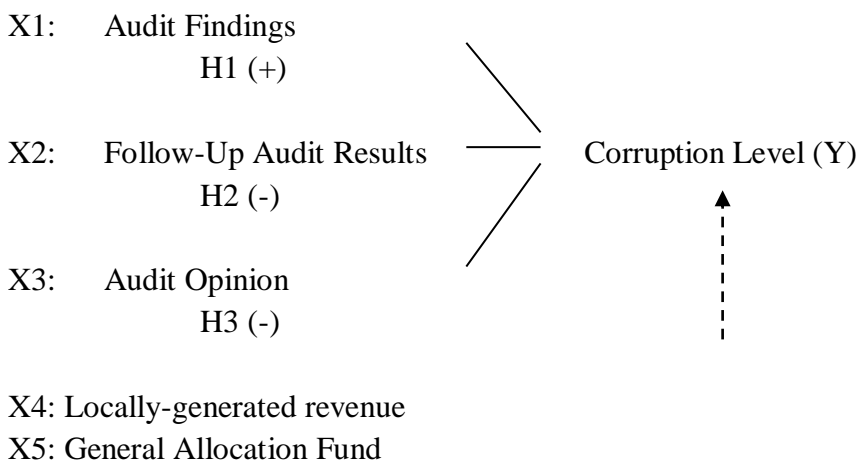 X1: Audit Findings
H1 (+)
X2: Follow-Up Audit Results
Corruption Level (Y)
H2 (-)
X3: Audit Opinion
H3 (-)
X4: Locally-generated revenue
X5: General Allocation Fund